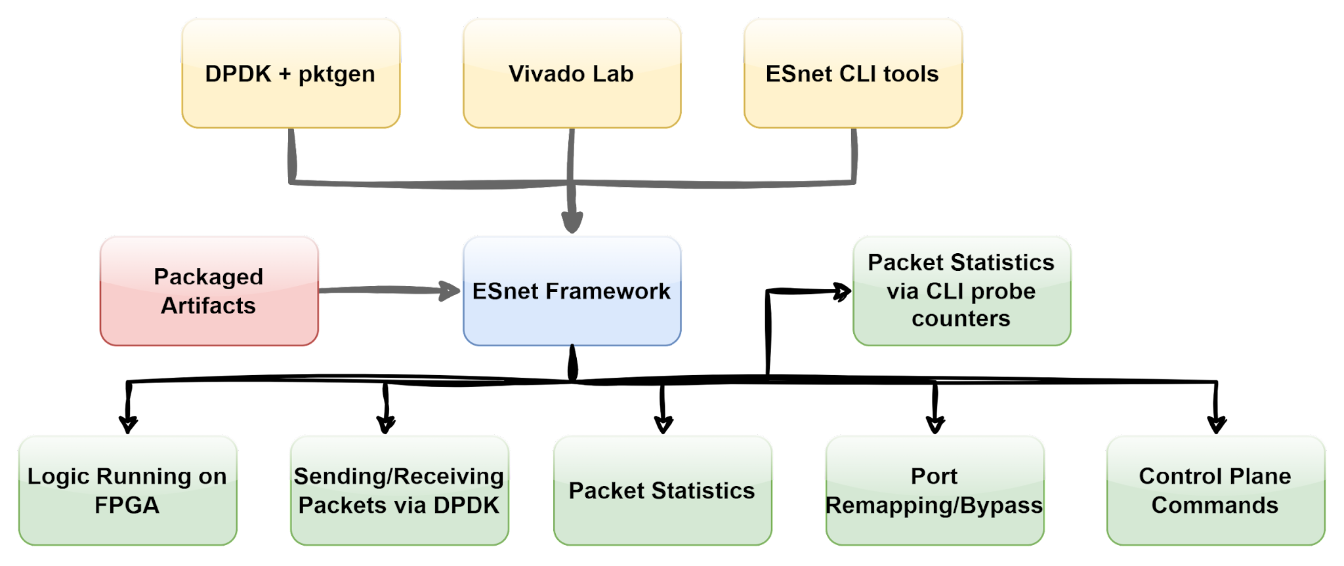 DPDK + pktgen
Vivado Lab
ESnet CLI tools
Packaged
Artifacts
ESnet Framework
Packet Statistics
via CLI probe
counters
Logic Running on
FPGA
Sending/Receiving
Packets via DPDK
Packet Statistics
Port
Remapping/Bypass
Control Plane
Commands